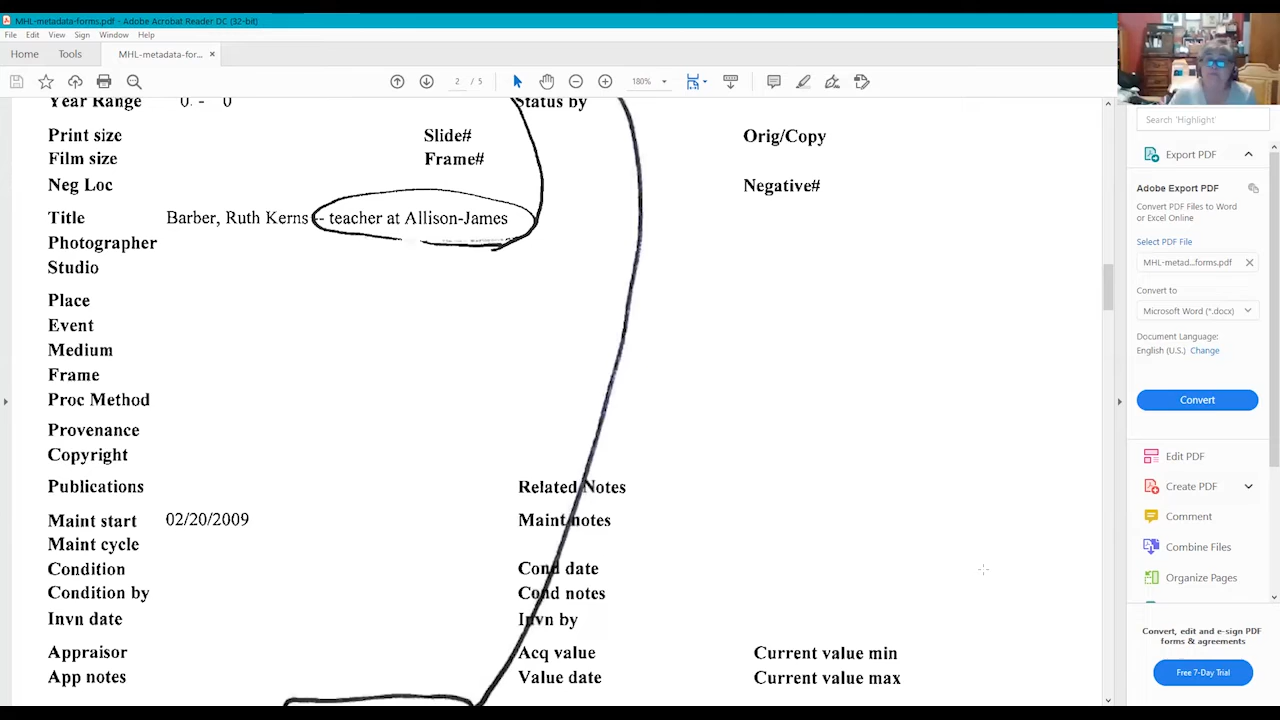 MHL-metadata-forms.pdf - Adobe Acrobat Reader DC (32-bit)
File Edit View Sign Window Help
Home Tools MHL-metadata-for... ×
2 / 5 180%
Search 'Highlight'
Year Range 0 - 0 Status by
Print size Slide# Orig/Copy
Film size Frame#
Neg Loc Negative#
Title Barber, Ruth Kerns -- teacher at Allison-James
Photographer
Studio
Place
Event
Medium
Frame
Proc Method
Provenance
Copyright
Publications Related Notes
Maint start 02/20/2009 Maint notes
Maint cycle
Condition Cond date
Condition by Cond notes
Invn date Invn by
Appraisor Acq value Current value min
App notes Value date Current value max
Export PDF
Adobe Export PDF
Convert PDF Files to Word
or Excel Online
Select PDF File
MHL-metad...forms.pdf
Convert to
Microsoft Word (*.docx)
Document Language:
English (U.S.) Change
Convert
Edit PDF
Create PDF
Comment
Combine Files
Organize Pages
Convert, edit and e-sign PDF
forms & agreements
Free 7-Day Trial